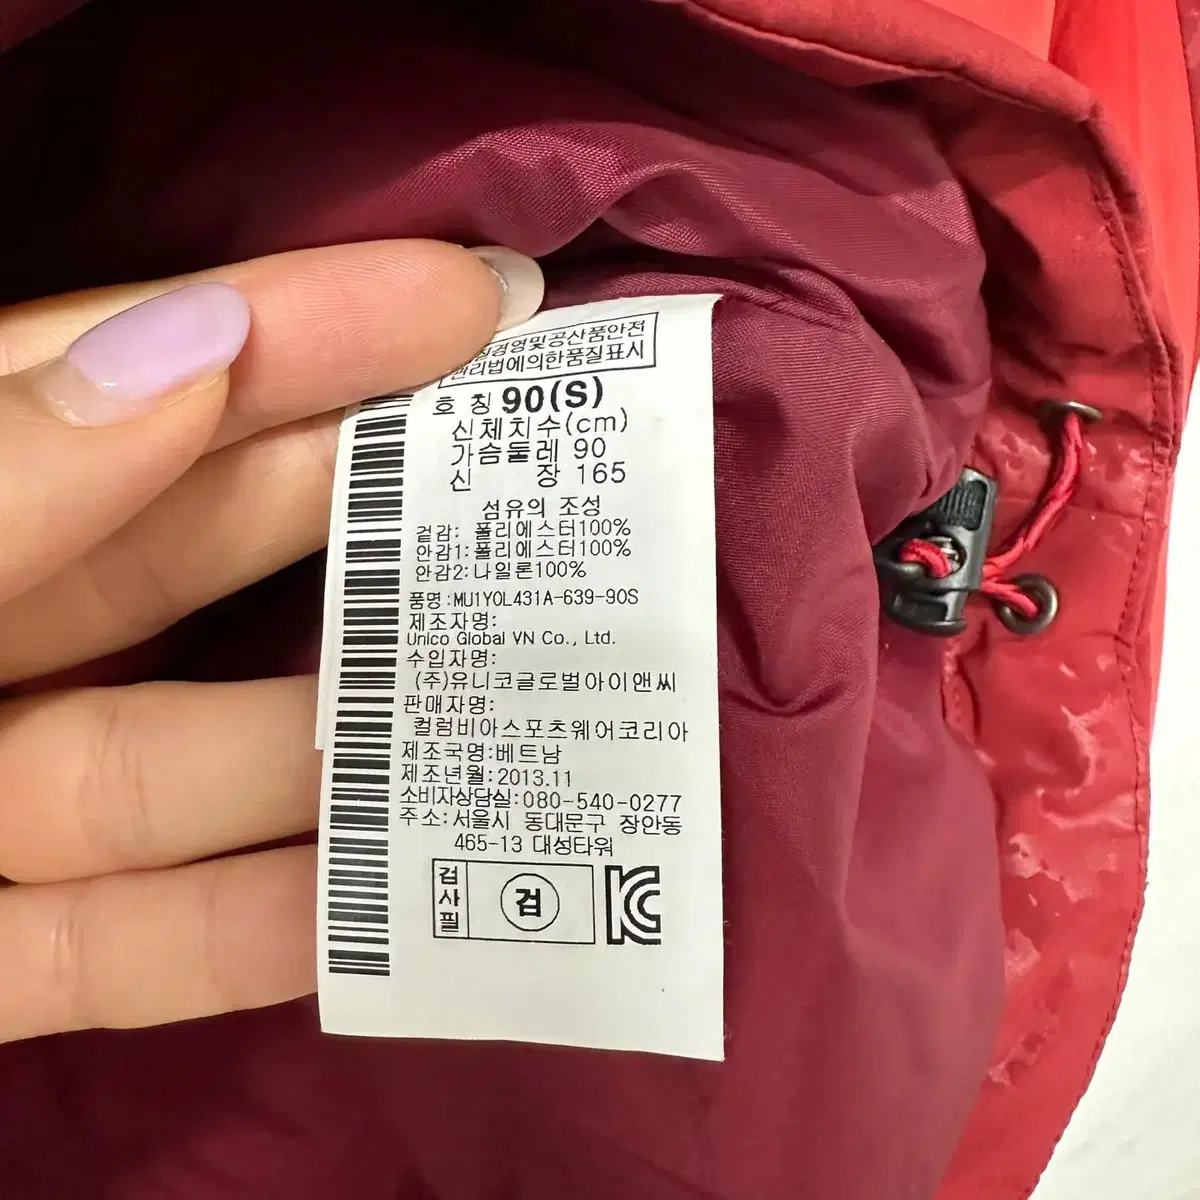 경영및공산품안전
관리법에의한품질표시
호 칭 90(S)
신체치수(cm)
가슴둘레 90
신 장 165
섬유의 조성
겉감: 폴리에스터100%
안감1: 폴리에스터100%
안감2: 나일론100%
품명:MU1YOL431A-639-90S
제조자명:
Unico Global VN Co., Ltd.
수입자명:
(주)유니코글로벌아이앤씨
판매자명:
컬럼비아스포츠웨어코리아
제조국명:베트남
제조년월:2013.11
소비자상담실:080-540-0277
주소:서울시 동대문구 장안동
465-13 대성타워
검사필
검
KC